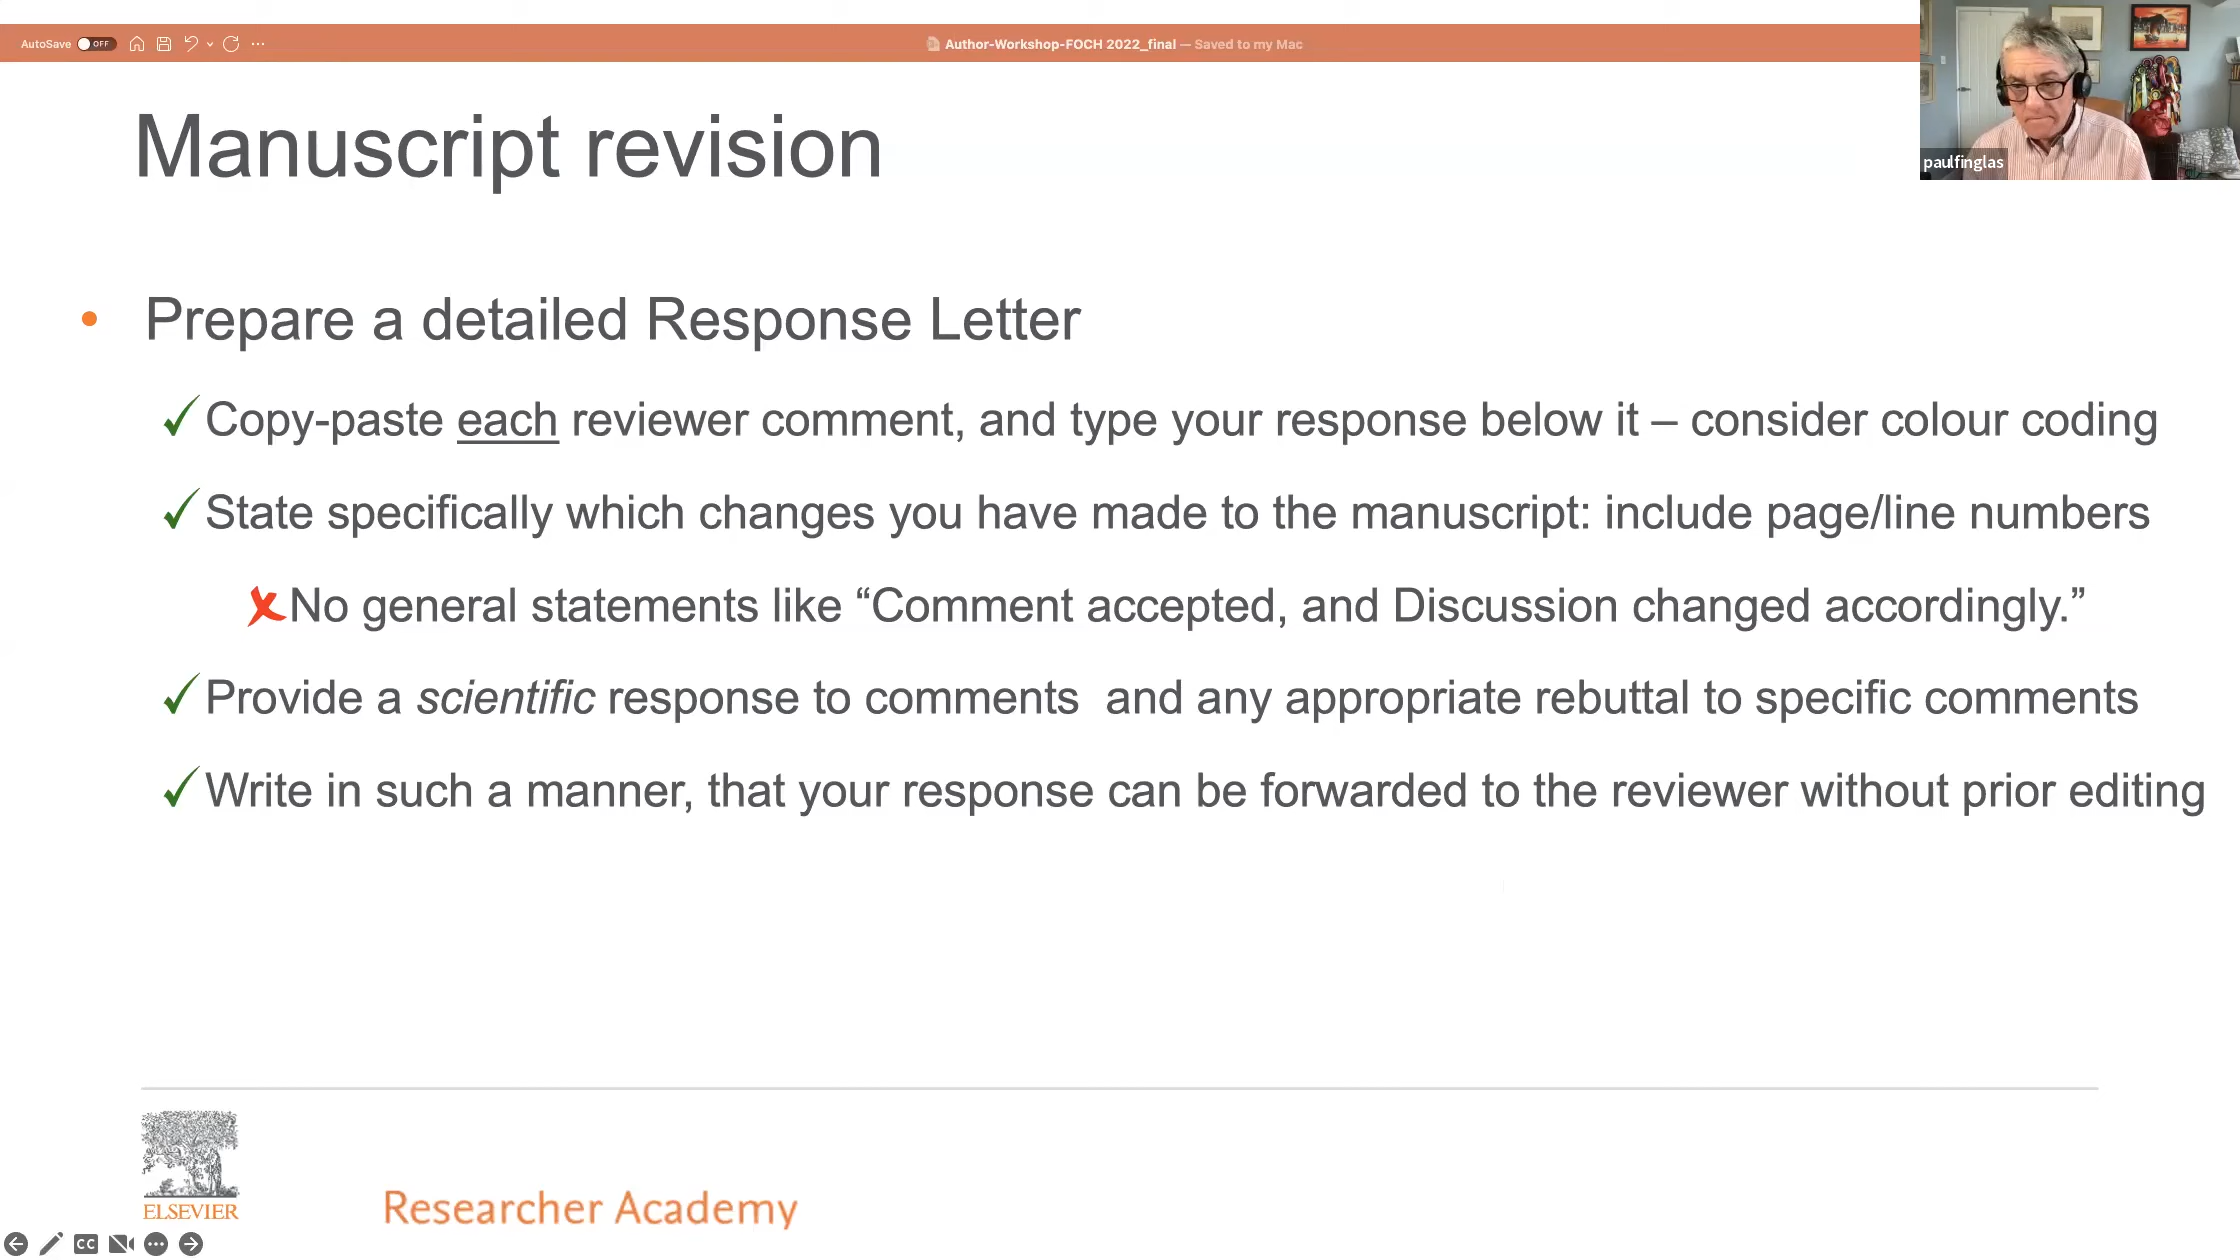 AutoSave OFF
Author-Workshop-FOCH 2022_final — Saved to my Mac
paulfinglas
Manuscript revision
• Prepare a detailed Response Letter
✓Copy-paste each reviewer comment, and type your response below it – consider colour coding
✓State specifically which changes you have made to the manuscript: include page/line numbers
✗No general statements like “Comment accepted, and Discussion changed accordingly.”
✓Provide a scientific response to comments  and any appropriate rebuttal to specific comments
✓Write in such a manner, that your response can be forwarded to the reviewer without prior editing
ELSEVIER
Researcher Academy
CC